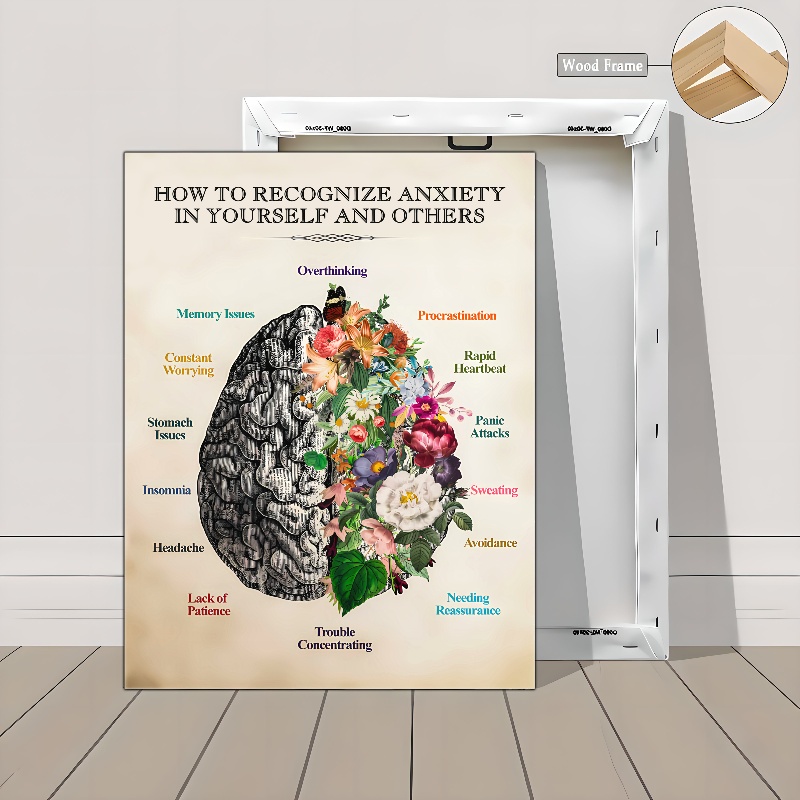 Wood Frame
HOW TO RECOGNIZE ANXIETY
IN YOURSELF AND OTHERS
Overthinking
Memory Issues
Procrastination
Constant
Worrying
Rapid
Heartbeat
Stomach
Issues
Panic
Attacks
Insomnia
Sweating
Headache
Avoidance
Lack of
Patience
Needing
Reassurance
Trouble
Concentrating